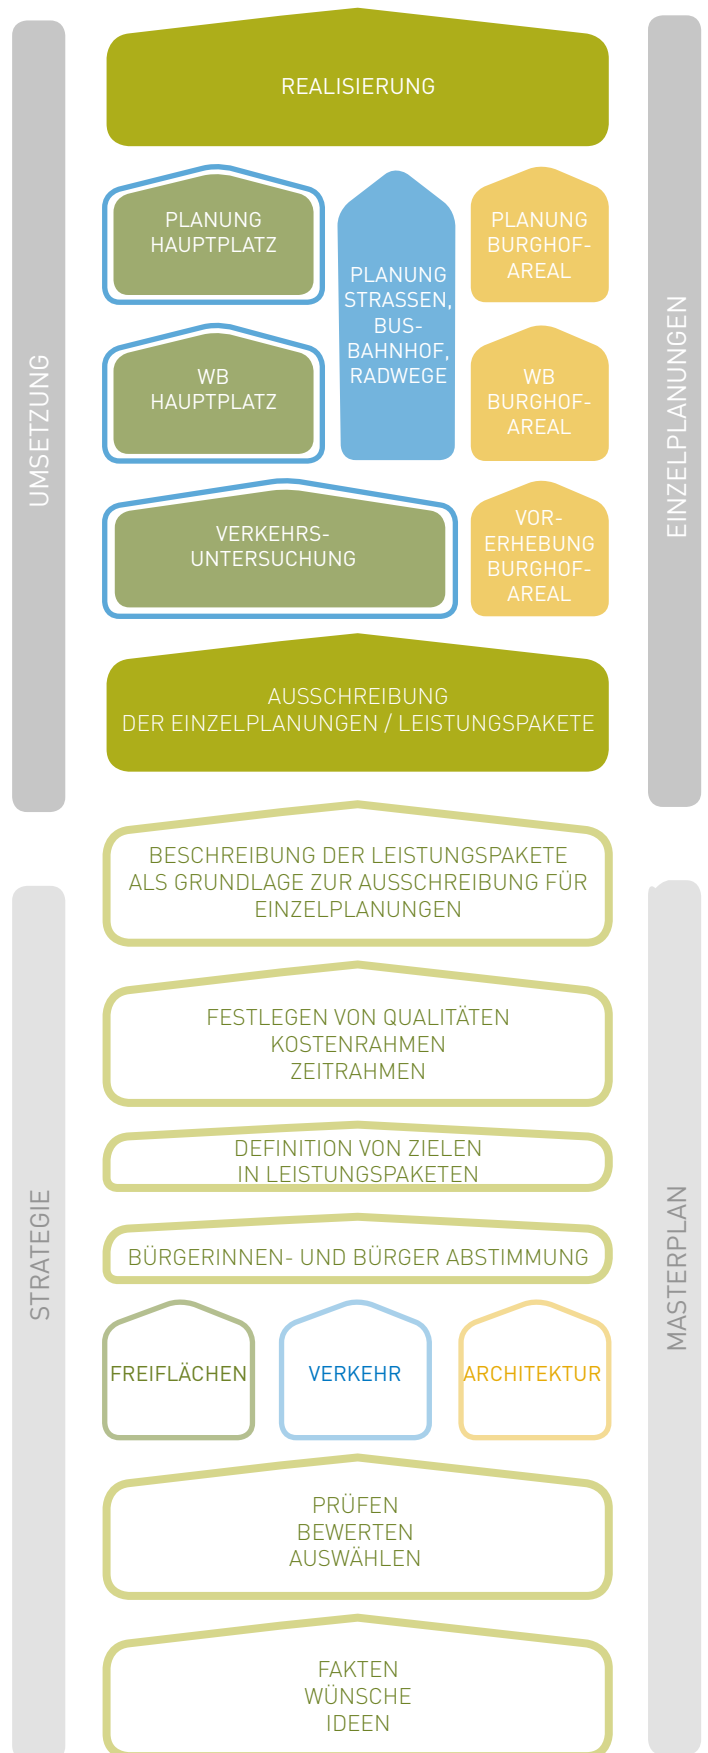 REALISIERUNG
PLANUNG
HAUPTPLATZ
PLANUNG
STRASSEN,
BUS-
BAHNHOF,
RADWEGE
PLANUNG
BURGHOF-
AREAL
WB
HAUPTPLATZ
WB
BURGHOF-
AREAL
VERKEHRS-
UNTERSUCHUNG
VOR-
ERHEBUNG
BURGHOF-
AREAL
UMSETZUNG
EINZELPLANUNGEN
AUSSCHREIBUNG
DER EINZELPLANUNGEN / LEISTUNGSPAKETE
BESCHREIBUNG DER LEISTUNGSPAKETE
ALS GRUNDLAGE ZUR AUSSCHREIBUNG FÜR
EINZELPLANUNGEN
FESTLEGEN VON QUALITÄTEN
KOSTENRAHMEN
ZEITRAHMEN
DEFINITION VON ZIELEN
IN LEISTUNGSPAKETEN
BÜRGERINNEN- UND BÜRGER ABSTIMMUNG
STRATEGIE
MASTERPLAN
FREIFLÄCHEN
VERKEHR
ARCHITEKTUR
PRÜFEN
BEWERTEN
AUSWÄHLEN
FAKTEN
WÜNSCHE
IDEEN